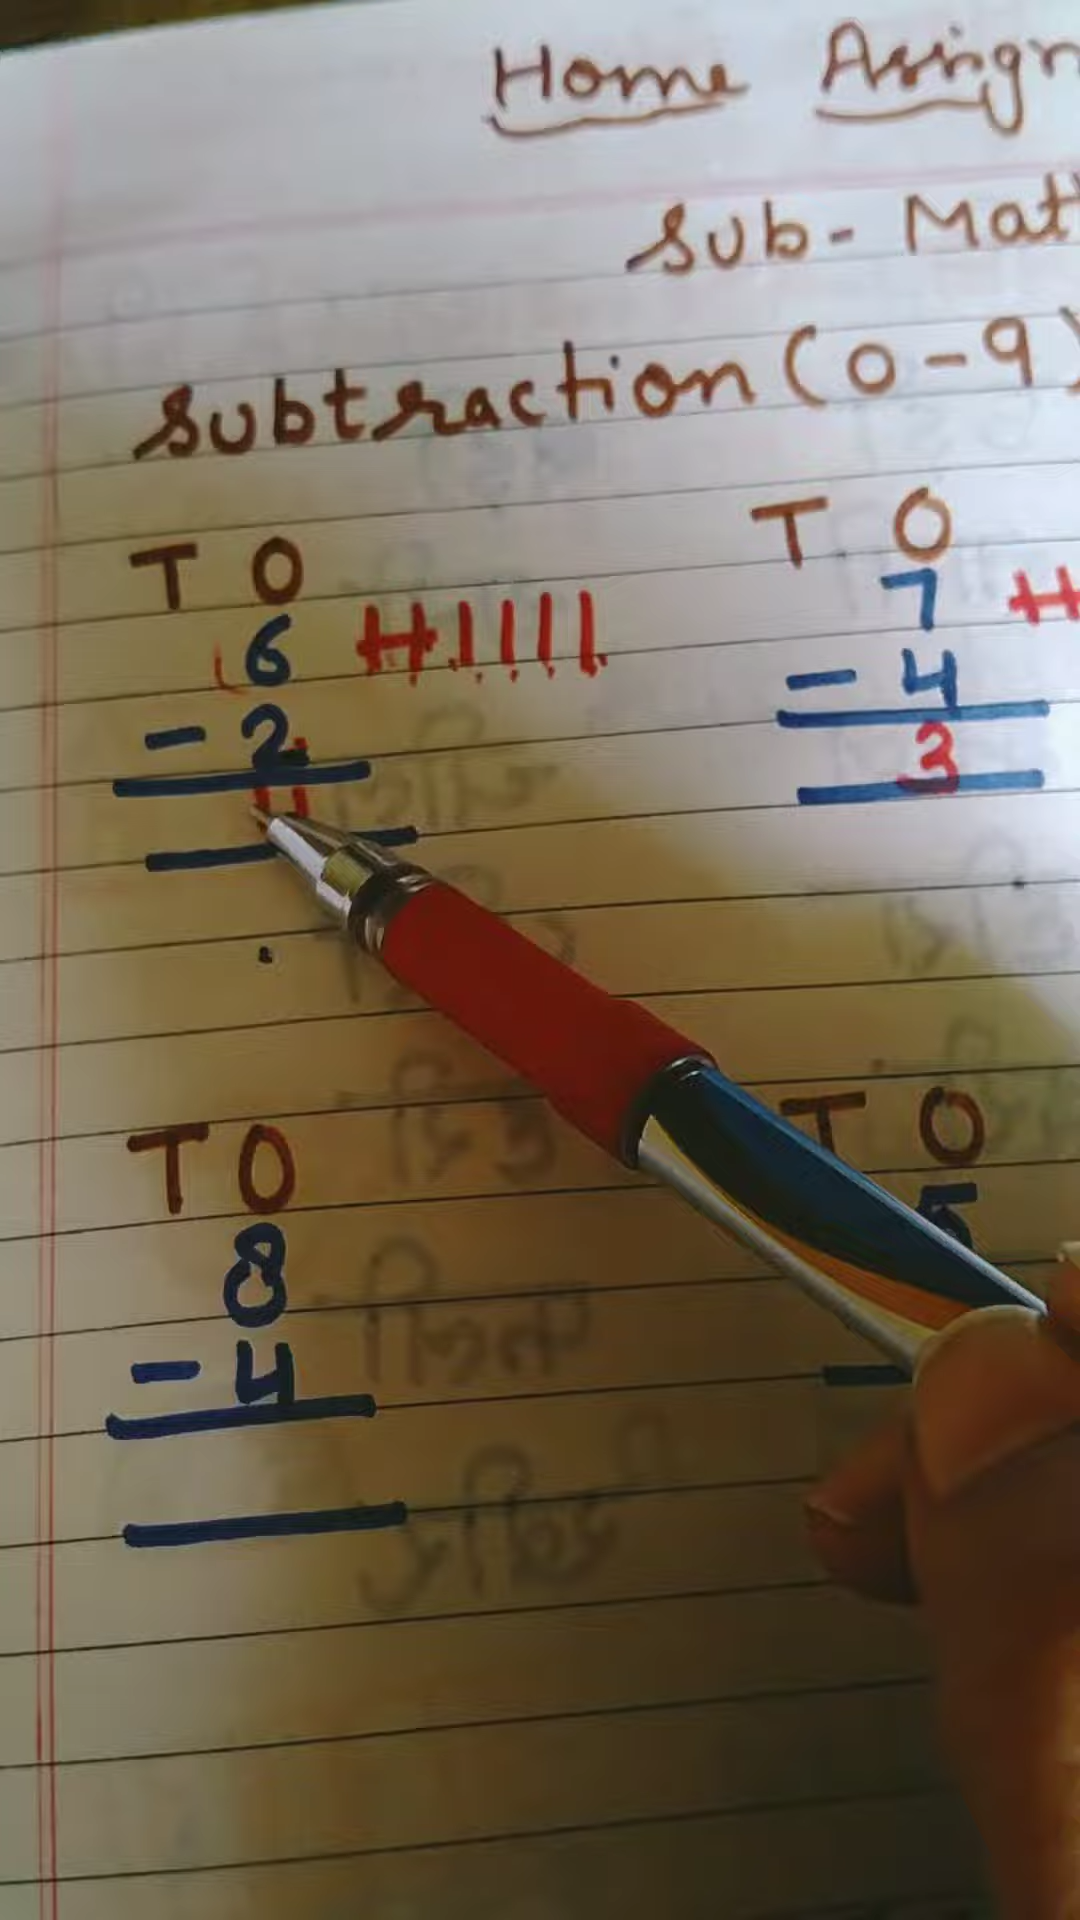 Home Assign
Sub - Mat
Subtraction (0-9)
T O
6
- 2
4
T O
7
- 4
3
T O
8
- 4
T O
5